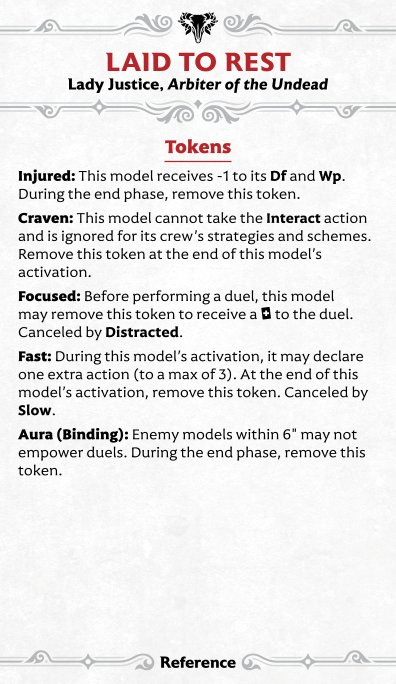 LAID TO REST
Lady Justice, Arbiter of the Undead
Tokens
Injured: This model receives -1 to its Df and Wp.
During the end phase, remove this token.
Craven: This model cannot take the Interact action
and is ignored for its crew's strategies and schemes.
Remove this token at the end of this model's
activation.
Focused: Before performing a duel, this model
may remove this token to receive a to the duel.
Canceled by Distracted.
Fast: During this model's activation, it may declare
one extra action (to a max of 3). At the end of this
model's activation, remove this token. Canceled by
Slow.
Aura (Binding): Enemy models within 6" may not
empower duels. During the end phase, remove this
token.
Reference